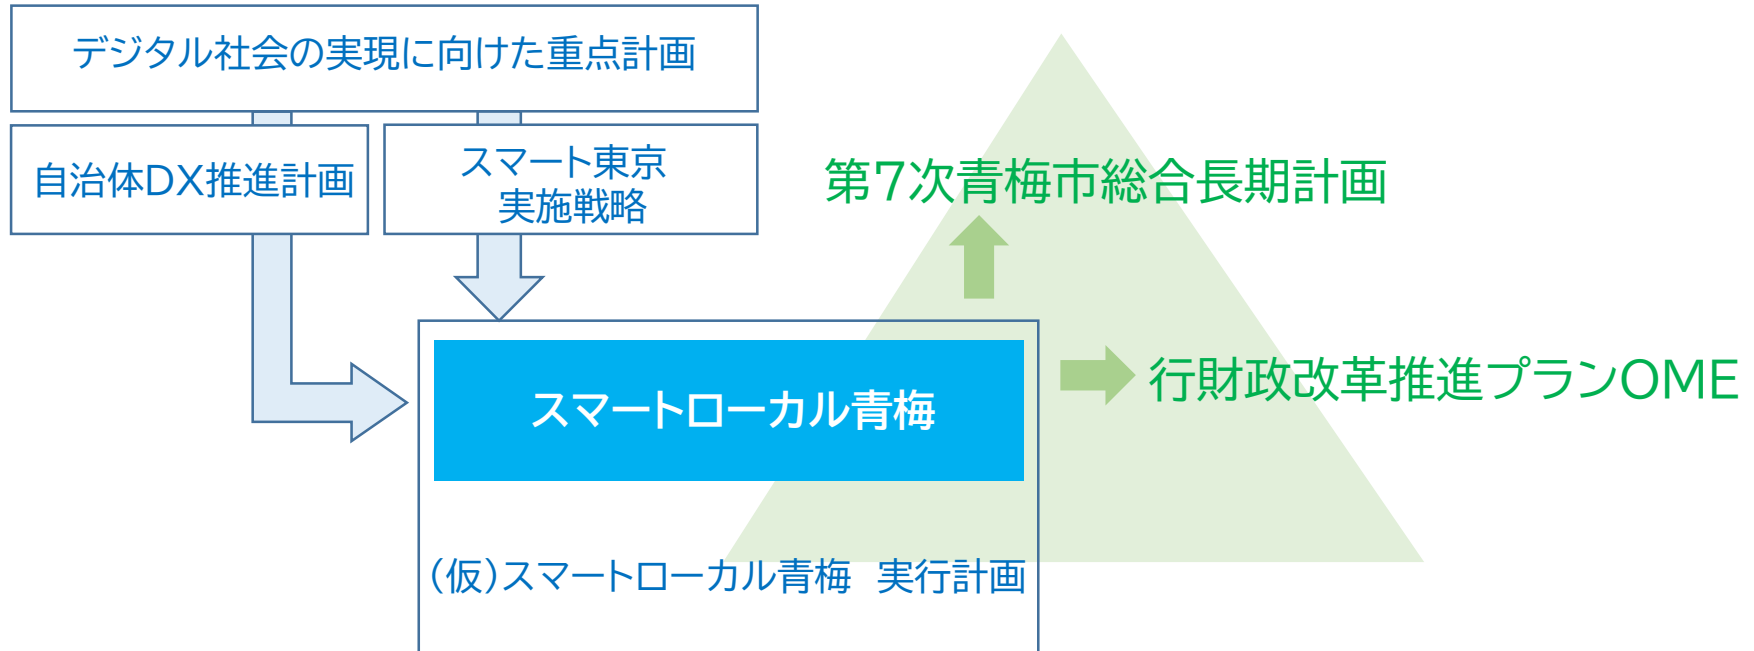 デジタル社会の実現に向けた重点計画
自治体DX推進計画
スマート東京
実施戦略
第7次青梅市総合長期計画
行財政改革推進プランOME
スマートローカル青梅
（仮）スマートローカル青梅　実行計画